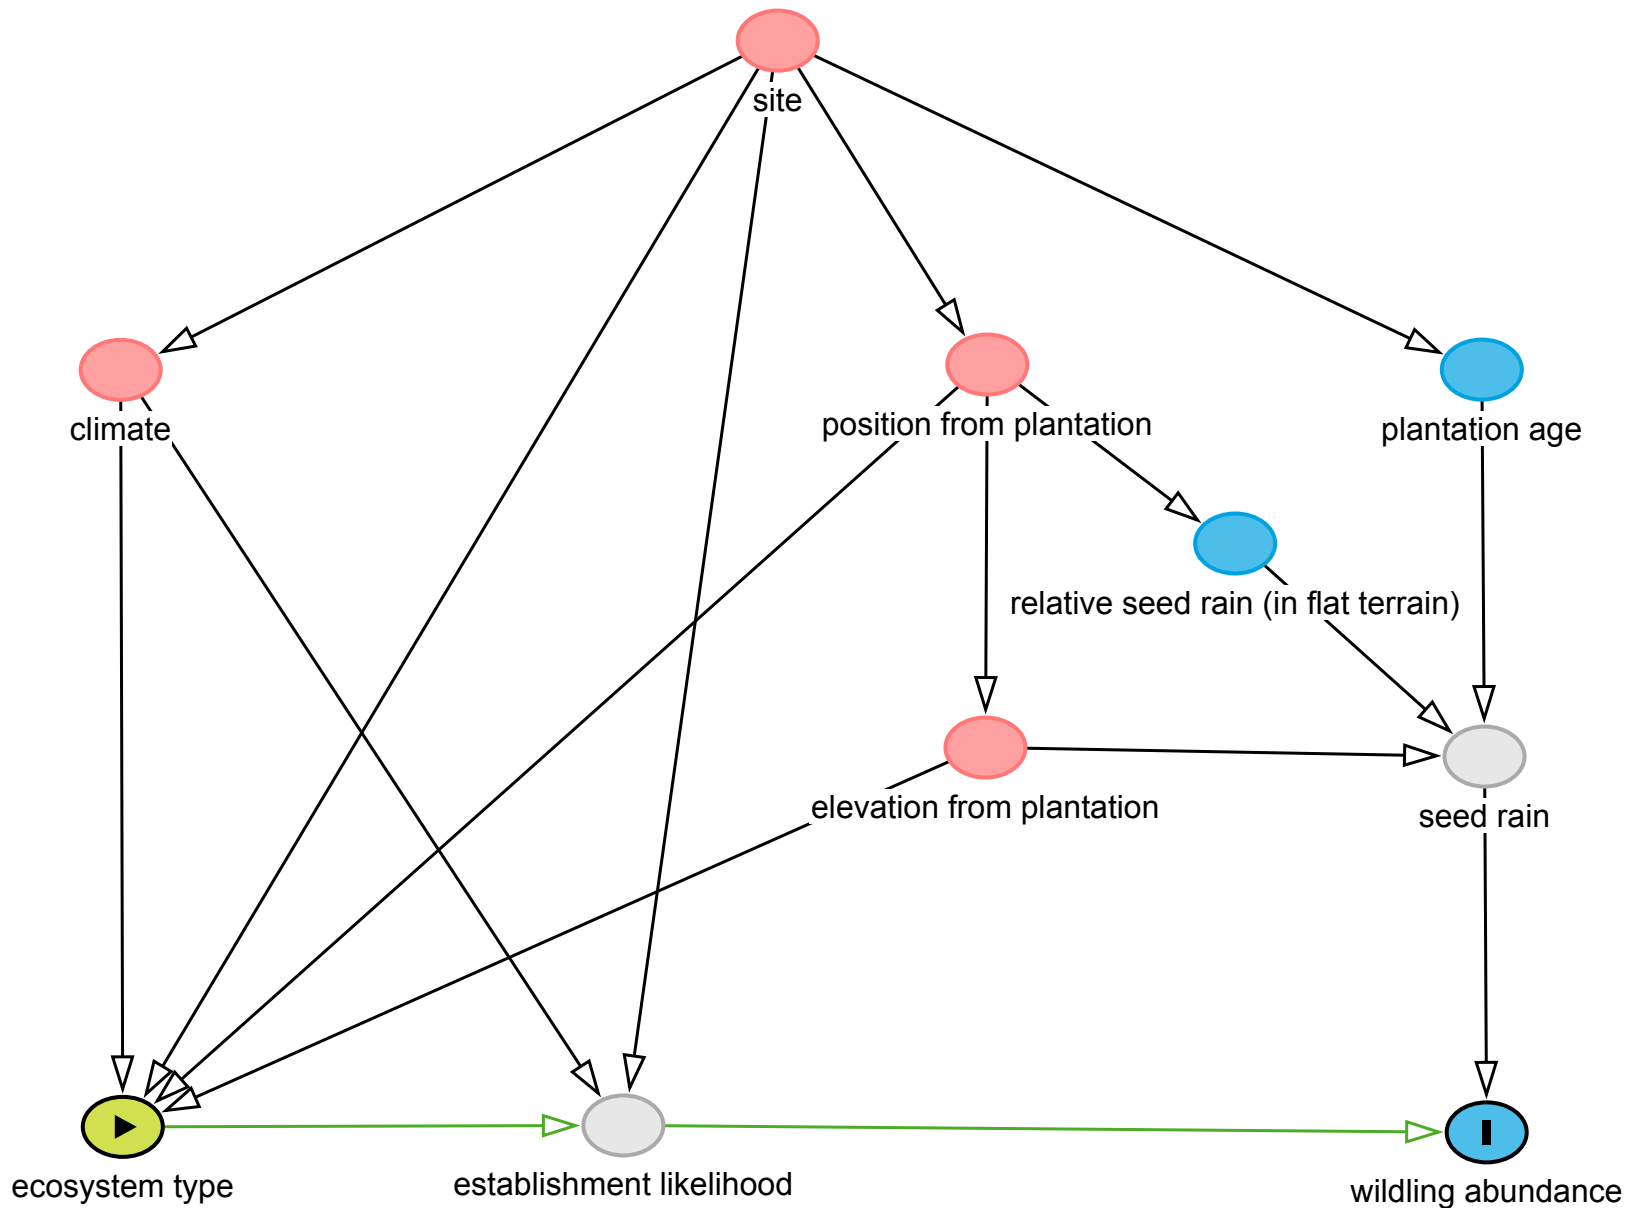 site
climate
position from plantation
plantation age
relative seed rain (in flat terrain)
elevation from plantation
seed rain
ecosystem type
establishment likelihood
wildling abundance